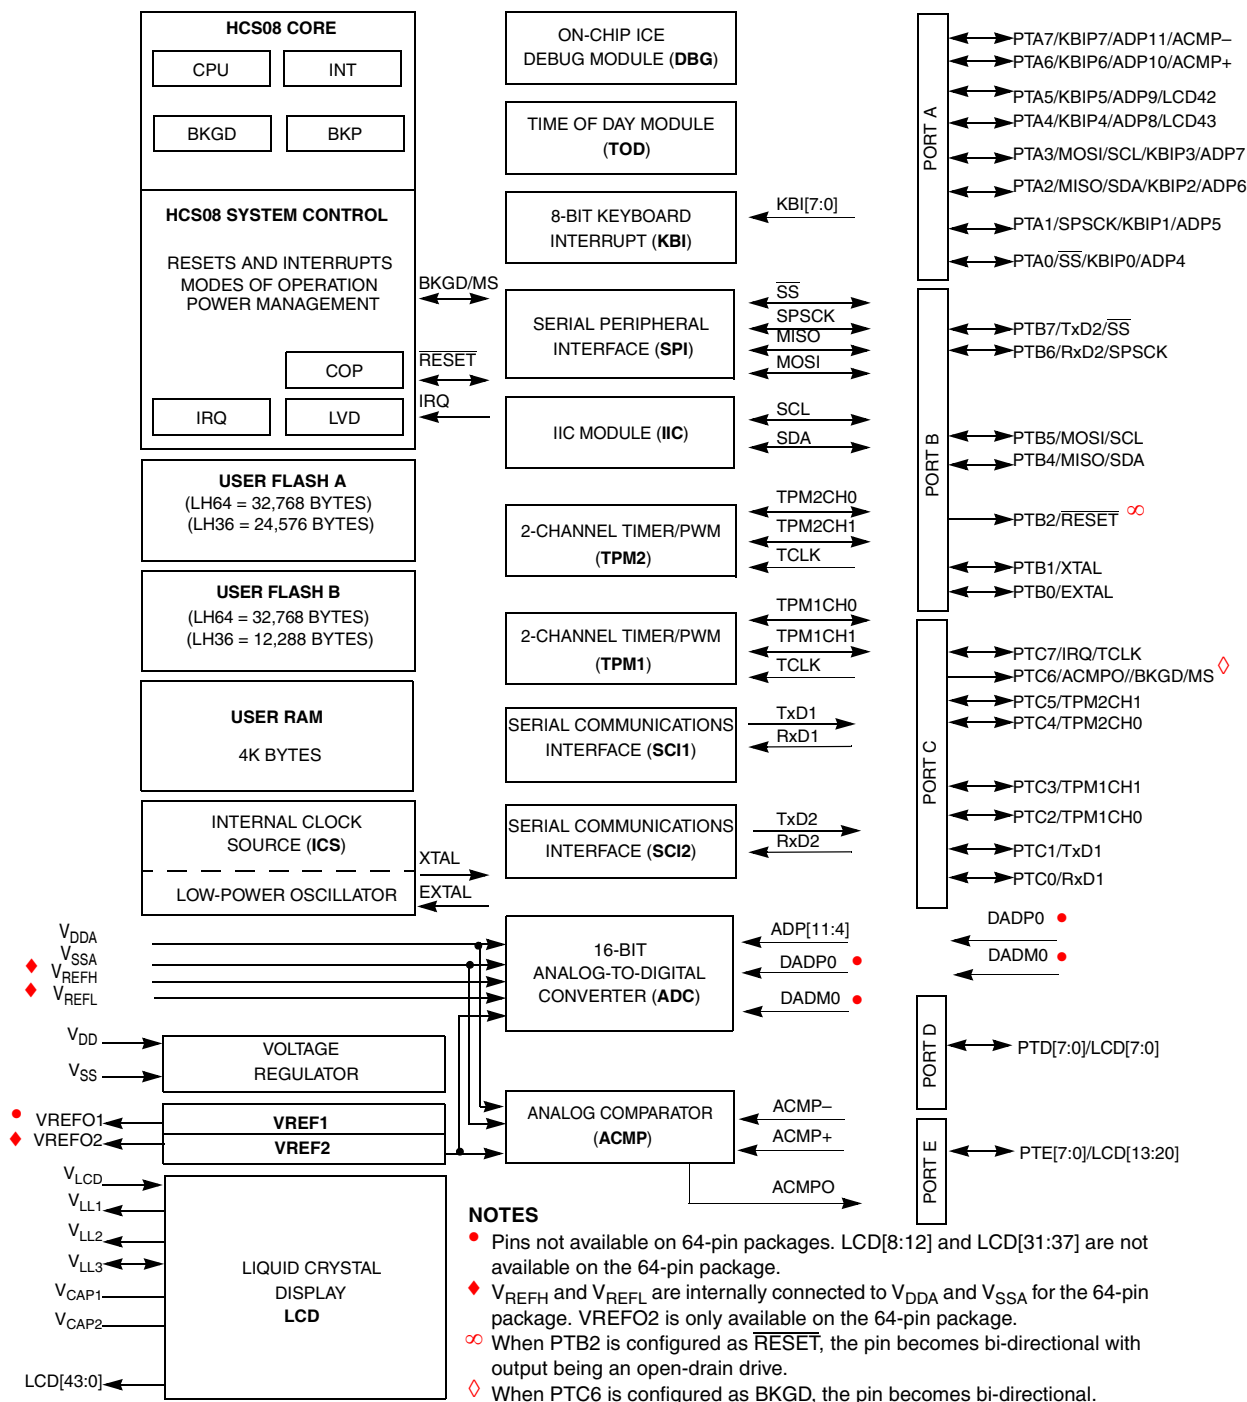 HCS08 CORE
CPU
INT
BKGD
BKP
HCS08 SYSTEM CONTROL
RESETS AND INTERRUPTS
MODES OF OPERATION
POWER MANAGEMENT
COP
IRQ
LVD
BKGD/MS
RESET
IRQ
USER FLASH A
(LH64 = 32,768 BYTES)
(LH36 = 24,576 BYTES)
USER FLASH B
(LH64 = 32,768 BYTES)
(LH36 = 12,288 BYTES)
USER RAM
4K BYTES
INTERNAL CLOCK
SOURCE (ICS)
LOW-POWER OSCILLATOR
XTAL
EXTAL
VDDA
VSSA
♦ VREFH
♦ VREFL
VDD
VSS
VOLTAGE
REGULATOR
• VREFO1
♦ VREFO2
VREF1
VREF2
VLCD
VLL1
VLL2
VLL3
VCAP1
VCAP2
LCD[43:0]
LIQUID CRYSTAL
DISPLAY
LCD
ON-CHIP ICE
DEBUG MODULE (DBG)
TIME OF DAY MODULE
(TOD)
8-BIT KEYBOARD
INTERRUPT (KBI)
KBI[7:0]
SERIAL PERIPHERAL
INTERFACE (SPI)
SS
SPSCK
MISO
MOSI
IIC MODULE (IIC)
SCL
SDA
2-CHANNEL TIMER/PWM
(TPM2)
TPM2CH0
TPM2CH1
TCLK
2-CHANNEL TIMER/PWM
(TPM1)
TPM1CH0
TPM1CH1
TCLK
SERIAL COMMUNICATIONS
INTERFACE (SCI1)
TxD1
RxD1
SERIAL COMMUNICATIONS
INTERFACE (SCI2)
TxD2
RxD2
16-BIT
ANALOG-TO-DIGITAL
CONVERTER (ADC)
ADP[11:4]
DADP0 •
DADM0 •
ANALOG COMPARATOR
(ACMP)
ACMP–
ACMP+
ACMPO
PORT A
PTA7/KBIP7/ADP11/ACMP–
PTA6/KBIP6/ADP10/ACMP+
PTA5/KBIP5/ADP9/LCD42
PTA4/KBIP4/ADP8/LCD43
PTA3/MOSI/SCL/KBIP3/ADP7
PTA2/MISO/SDA/KBIP2/ADP6
PTA1/SPSCK/KBIP1/ADP5
PTA0/SS/KBIP0/ADP4
PORT B
PTB7/TxD2/SS
PTB6/RxD2/SPSCK
PTB5/MOSI/SCL
PTB4/MISO/SDA
PTB2/RESET ∞
PTB1/XTAL
PTB0/EXTAL
PORT C
PTC7/IRQ/TCLK
PTC6/ACMPO//BKGD/MS ◊
PTC5/TPM2CH1
PTC4/TPM2CH0
PTC3/TPM1CH1
PTC2/TPM1CH0
PTC1/TxD1
PTC0/RxD1
DADP0 •
DADM0 •
PORT D
PTD[7:0]/LCD[7:0]
PORT E
PTE[7:0]/LCD[13:20]
NOTES
• Pins not available on 64-pin packages. LCD[8:12] and LCD[31:37] are not
available on the 64-pin package.
♦ VREFH and VREFL are internally connected to VDDA and VSSA for the 64-pin
package. VREFO2 is only available on the 64-pin package.
∞ When PTB2 is configured as RESET, the pin becomes bi-directional with
output being an open-drain drive.
◊ When PTC6 is configured as BKGD, the pin becomes bi-directional.